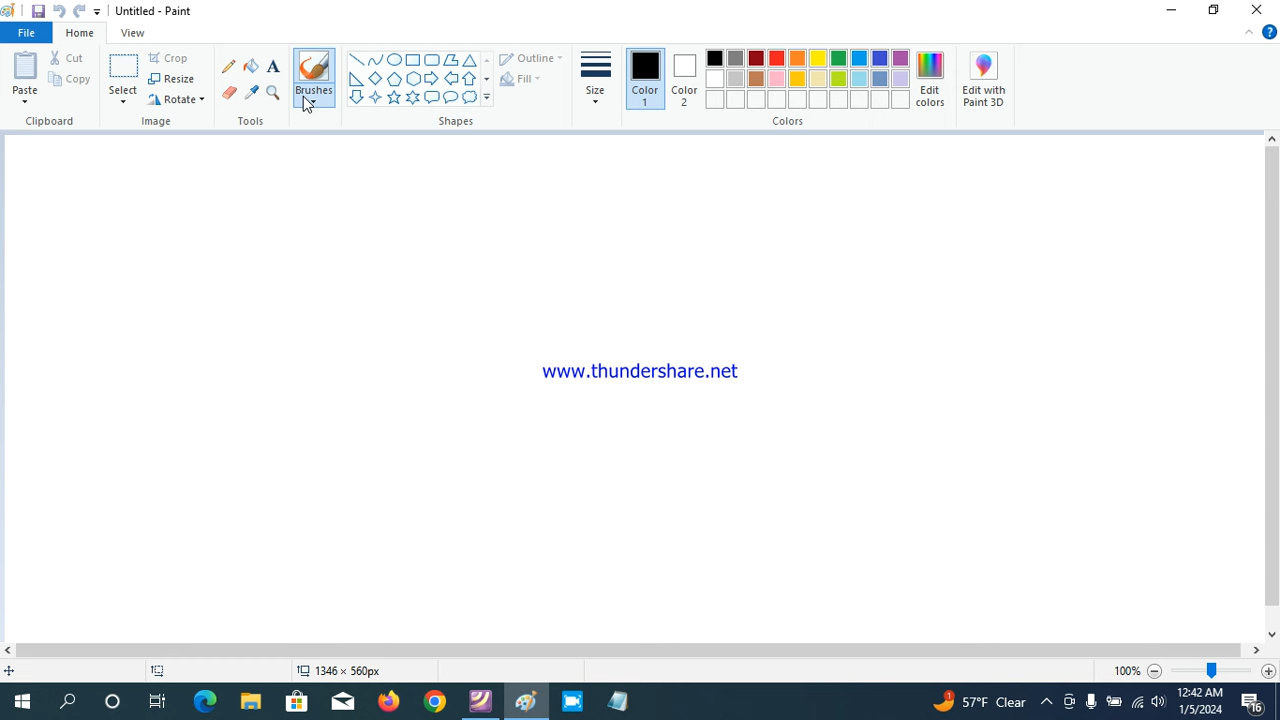 Untitled - Paint
File Home View
Paste
Cut
Copy
Clipboard
Select
Crop
Resize
Rotate
Image
A
Tools
Brushes
Shapes
Outline
Fill
Size
Color 1
Color 2
Colors
Edit colors
Edit with Paint 3D
www.thundershare.net
1346 × 560px
100%
1
57°F Clear
12:42 AM
1/5/2024
16